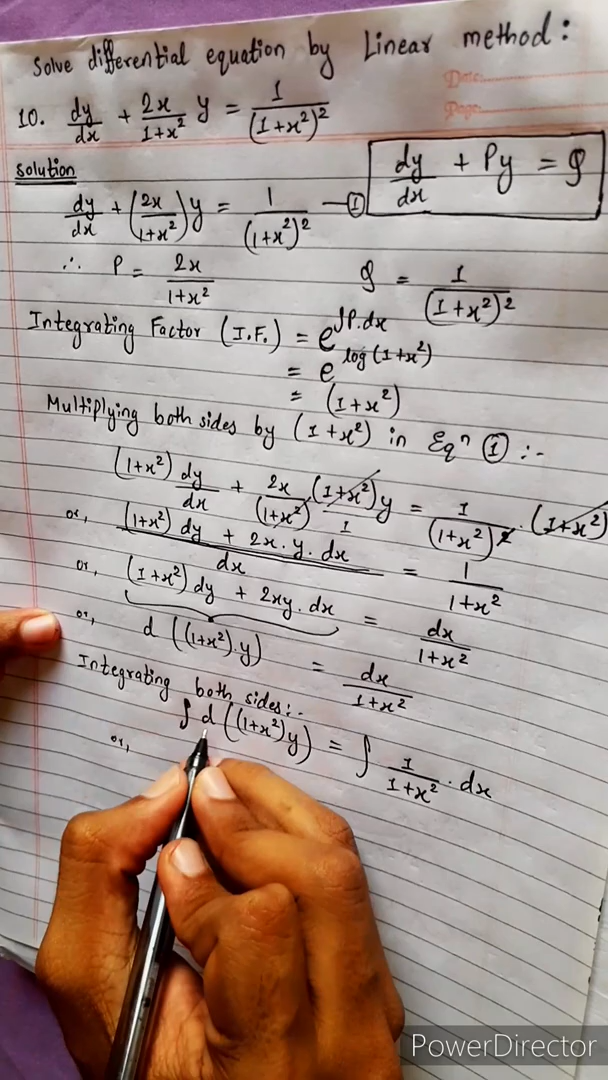 Solve differential equation by Linear method:
Date:
Page:
10. dy/dx + 2x/(1+x²) y = 1/(1+x²)²
Solution
dy/dx + Py = Q
dy/dx + (2x/(1+x²))y = 1/(1+x²)² —①
∴ P = 2x/(1+x²) Q = 1/(1+x²)²
Integrating Factor (I.F.) = e^∫P.dx
= e^log(1+x²)
= (1+x²)
Multiplying both sides by (1+x²) in Eqⁿ ① :-
(1+x²) dy/dx + 2x/(1+x²) (1+x²)y = 1/(1+x²)² . (1+x²)
or, ((1+x²) dy + 2x.y.dx)/dx = 1/(1+x²)
or, (1+x²) dy + 2xy.dx = dx/(1+x²)
or, d((1+x²).y) = dx/(1+x²)
Integrating both sides:-
∫d((1+x²)y) = ∫ 1/(1+x²) . dx
or,
PowerDirector